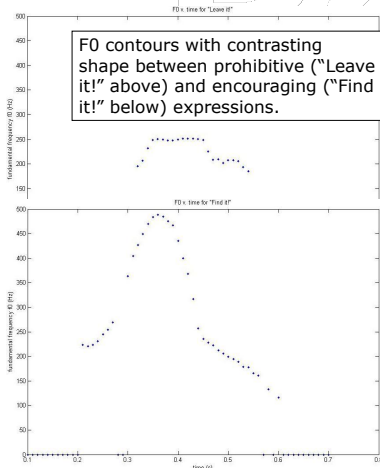 F0 v. time for "Leave it!"
500
450
400
350
300
250
200
150
fundamental frequency f0 (Hz)
F0 contours with contrasting
shape between prohibitive ("Leave
it!" above) and encouraging ("Find
it!" below) expressions.
F0 v. time for "Find it!"
500
450
400
350
300
250
200
150
100
50
0
fundamental frequency f0 (Hz)
0.1 0.2 0.3 0.4 0.5 0.6 0.7 0.8
time (s)